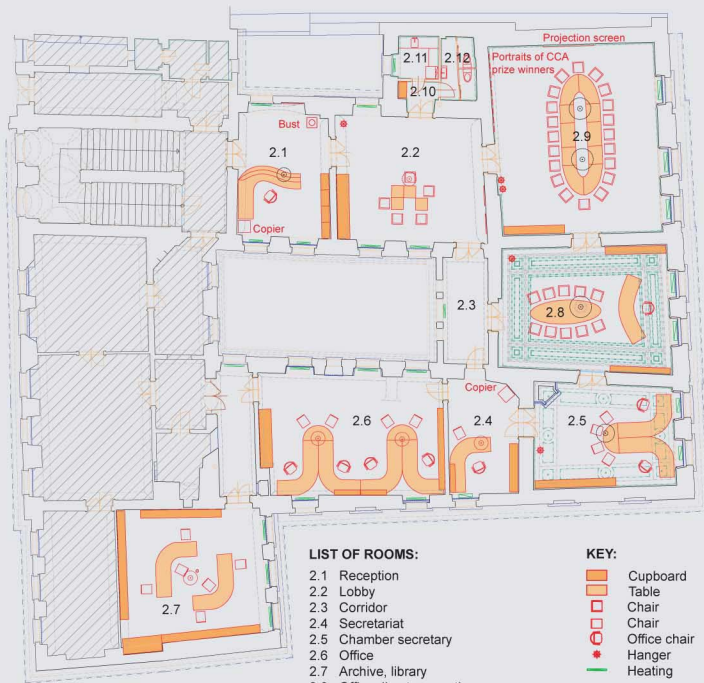 Projection screen
Portraits of CCA
prize winners
2.11
2.12
2.10
Bust
2.1
2.2
2.9
Copier
2.3
2.8
Copier
2.6
2.4
2.5
2.7
LIST OF ROOMS:
2.1 Reception
2.2 Lobby
2.3 Corridor
2.4 Secretariat
2.5 Chamber secretary
2.6 Office
2.7 Archive, library
KEY:
Cupboard
Table
Chair
Chair
Office chair
Hanger
Heating